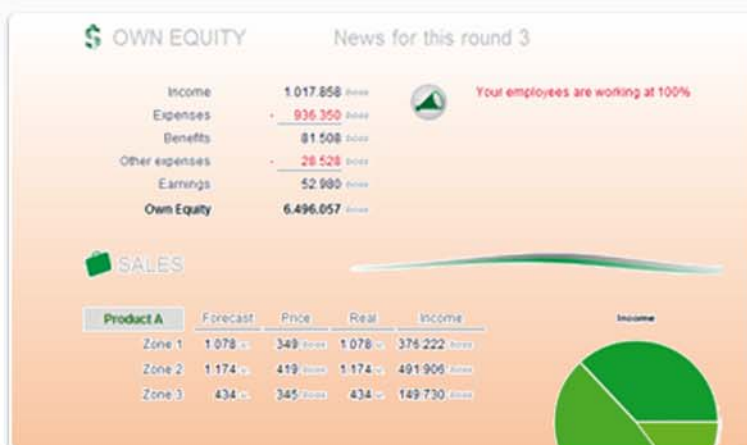 $ OWN EQUITY
News for this round 3
Income 1.017.858
Expenses - 936.350
Benefits 81.508
Other expenses - 28.528
Earnings 52.980
Own Equity 6.496.057
Your employees are working at 100%
SALES
Product A Forecast Price Real Income
Zone 1 1.078 349 1.078 376.222
Zone 2 1.174 419 1.174 491.906
Zone 3 434 345 434 149.730
Income